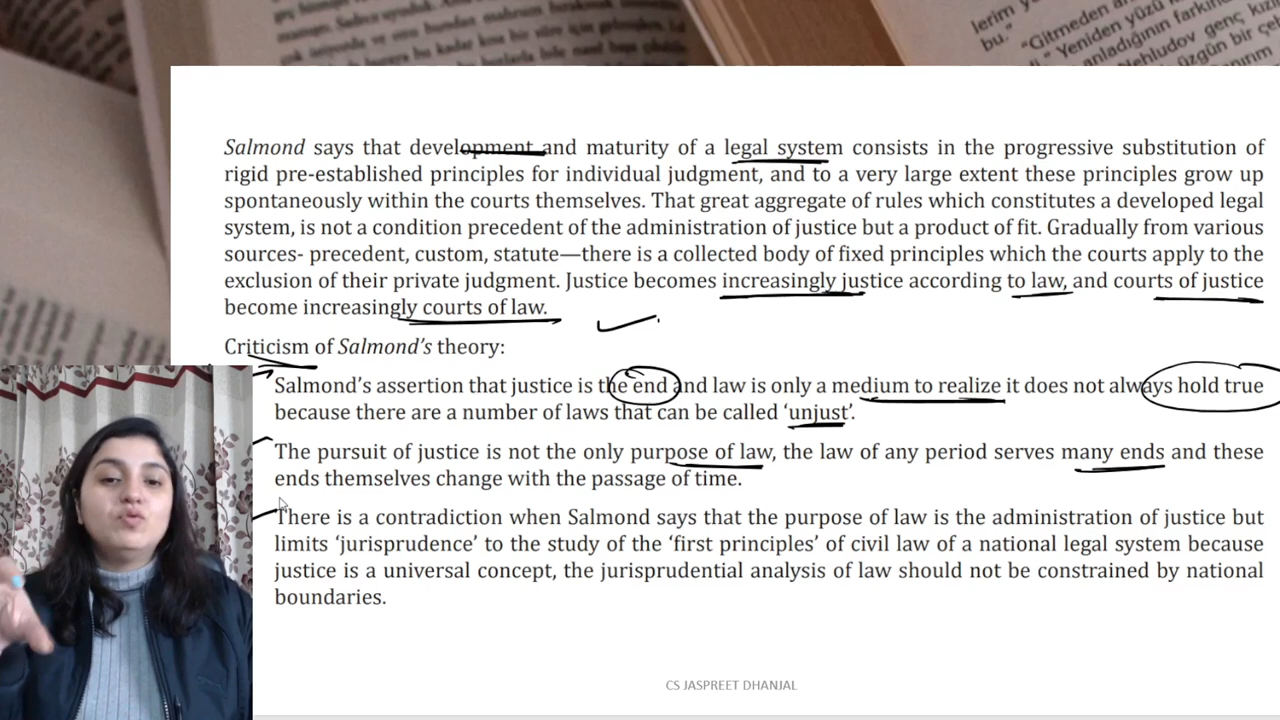 lerim
bu."
"Gitmeden
" Yeniden yüzü
anladığının
Nehludov genç
üzgün bir
Salmond says that development and maturity of a legal system consists in the progressive substitution of
rigid pre-established principles for individual judgment, and to a very large extent these principles grow up
spontaneously within the courts themselves. That great aggregate of rules which constitutes a developed legal
system, is not a condition precedent of the administration of justice but a product of fit. Gradually from various
sources- precedent, custom, statute—there is a collected body of fixed principles which the courts apply to the
exclusion of their private judgment. Justice becomes increasingly justice according to law, and courts of justice
become increasingly courts of law.
Criticism of Salmond's theory:
Salmond's assertion that justice is the end and law is only a medium to realize it does not always hold true
because there are a number of laws that can be called 'unjust'.
The pursuit of justice is not the only purpose of law, the law of any period serves many ends and these
ends themselves change with the passage of time.
There is a contradiction when Salmond says that the purpose of law is the administration of justice but
limits 'jurisprudence' to the study of the 'first principles' of civil law of a national legal system because
justice is a universal concept, the jurisprudential analysis of law should not be constrained by national
boundaries.
CS JASPREET DHANJAL